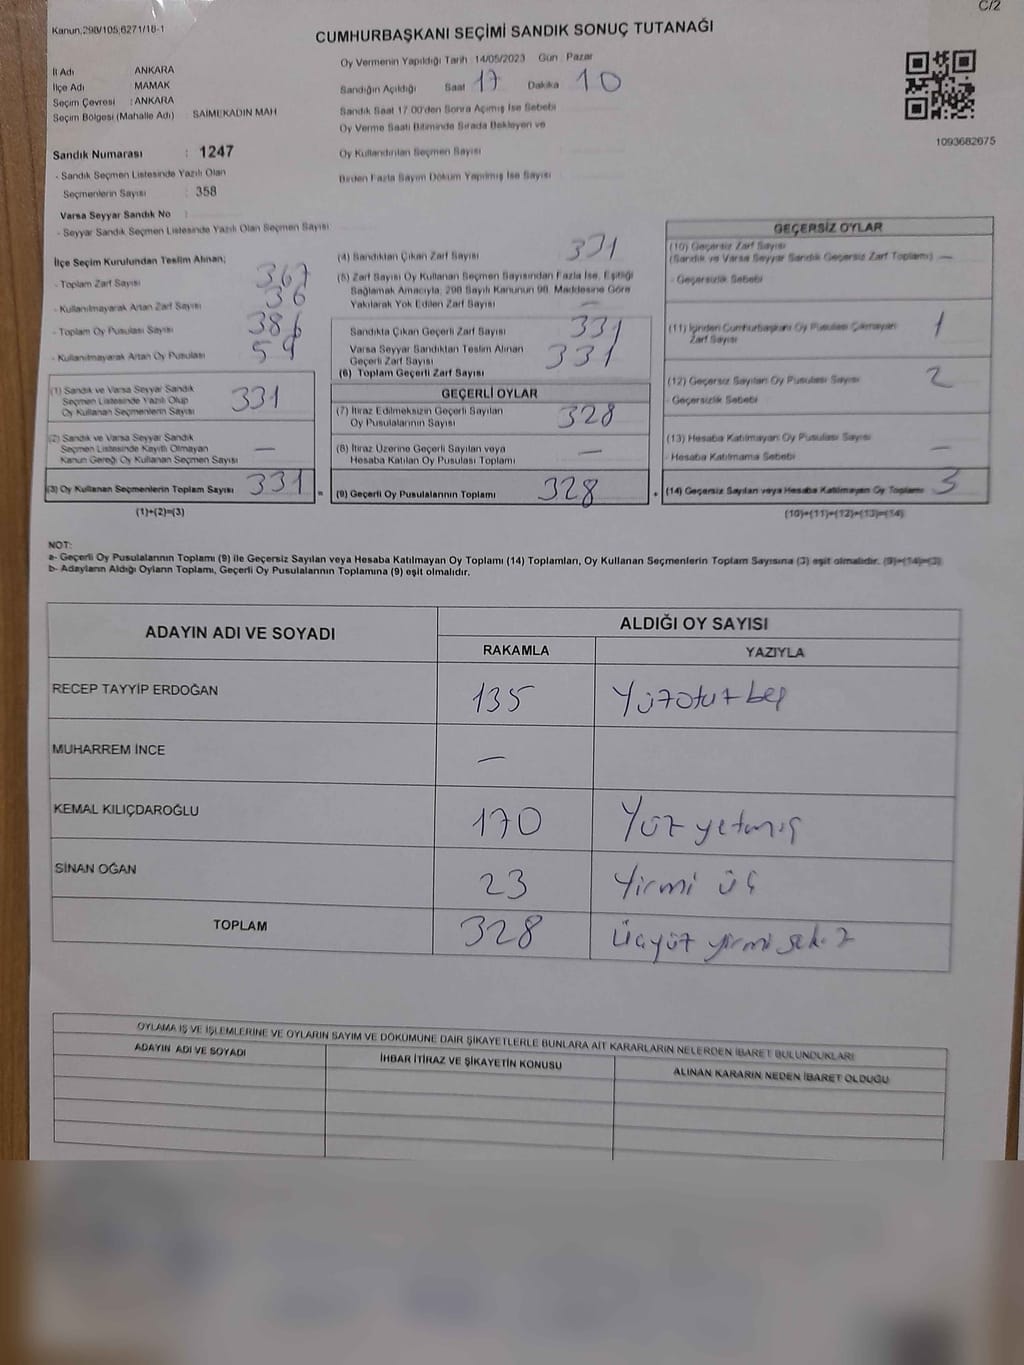 C/2
Kanun;298/105;6271/18-1
CUMHURBAŞKANI SEÇİMİ SANDIK SONUÇ TUTANAĞI
İl Adı ANKARA
İlçe Adı MAMAK
Seçim Çevresi : ANKARA
Seçim Bölgesi (Mahalle Adı) SAİMEKADIN MAH
Sandık Numarası : 1247
- Sandık Seçmen Listesinde Yazılı Olan
Seçmenlerin Sayısı : 358
Varsa Seyyar Sandık No :
- Seyyar Sandık Seçmen Listesinde Yazılı Olan Seçmen Sayısı
Oy Vermenin Yapıldığı Tarih : 14/05/2023 Gün : Pazar
Sandığın Açıldığı Saat 17 Dakika 10
Sandık Saat 17:00'den Sonra Açımış İse Sebebi
Oy Verme Saati Bitiminde Sırada Bekleyen ve
Oy Kullandırılan Seçmen Sayısı
Birden Fazla Sayım Döküm Yapılmış İse Sayısı
1093682675
İlçe Seçim Kurulundan Teslim Alınan;
- Toplam Zarf Sayısı 367
- Kullanılmayarak Artan Zarf Sayısı 36
- Toplam Oy Pusulası Sayısı 386
- Kullanılmayarak Artan Oy Pusulası
(1) Sandık ve Varsa Seyyar Sandık
Seçmen Listesinde Yazılı Olup
Oy Kullanan Seçmenlerin Sayısı 331
(2) Sandık ve Varsa Seyyar Sandık
Seçmen Listesinde Kayıtlı Olmayan
Kanun Gereği Oy Kullanan Seçmen Sayısı —
(3) Oy Kullanan Seçmenlerin Toplam Sayısı 331 =
(1)+(2)=(3)
(4) Sandıktan Çıkan Zarf Sayısı 331
(5) Zarf Sayısı Oy Kullanan Seçmen Sayısından Fazla İse, Eşitliği
Sağlamak Amacıyla, 298 Sayılı Kanunun 98. Maddesine Göre
Yakılarak Yok Edilen Zarf Sayısı —
Sandıkta Çıkan Geçerli Zarf Sayısı 331
Varsa Seyyar Sandıktan Teslim Alınan
Geçerli Zarf Sayısı 331
(6) Toplam Geçerli Zarf Sayısı
GEÇERLİ OYLAR
(7) İtiraz Edilmeksizin Geçerli Sayılan
Oy Pusulalarının Sayısı 328
(8) İtiraz Üzerine Geçerli Sayılan veya
Hesaba Katılan Oy Pusulası Toplamı —
(9) Geçerli Oy Pusulalarının Toplamı 328 +
GEÇERSİZ OYLAR
(10) Geçersiz Zarf Sayısı
(Sandık ve Varsa Seyyar Sandık Geçersiz Zarf Toplamı) —
- Geçersizlik Sebebi
(11) İçinden Cumhurbaşkanı Oy Pusulası Çıkmayan
Zarf Sayısı 1
(12) Geçersiz Sayılan Oy Pusulası Sayısı 2
- Geçersizlik Sebebi
(13) Hesaba Katılmayan Oy Pusulası Sayısı
- Hesaba Katılmama Sebebi —
(14) Geçersiz Sayılan veya Hesaba Katılmayan Oy Toplamı 3
(10)+(11)+(12)+(13)=(14)
NOT:
a- Geçerli Oy Pusulalarının Toplamı (9) ile Geçersiz Sayılan veya Hesaba Katılmayan Oy Toplamı (14) Toplamları, Oy Kullanan Seçmenlerin Toplam Sayısına (3) eşit olmalıdır. (9)+(14)=(3)
b- Adayların Aldığı Oyların Toplamı, Geçerli Oy Pusulalarının Toplamına (9) eşit olmalıdır.
ADAYIN ADI VE SOYADI
ALDIĞI OY SAYISI
RAKAMLA YAZIYLA
RECEP TAYYİP ERDOĞAN 135 Yüzotuzbeş
MUHARREM İNCE —
KEMAL KILIÇDAROĞLU 170 Yüz yetmiş
SİNAN OĞAN 23 Yirmi üç
TOPLAM 328 Üçyüz yirmi sekiz
OYLAMA İŞ VE İŞLEMLERİNE VE OYLARIN SAYIM VE DÖKÜMÜNE DAİR ŞİKAYETLERLE BUNLARA AİT KARARLARIN NELERDEN İBARET BULUNDUKLARI
ADAYIN ADI VE SOYADI İHBAR İTİRAZ VE ŞİKAYETİN KONUSU ALINAN KARARIN NEDEN İBARET OLDUĞU